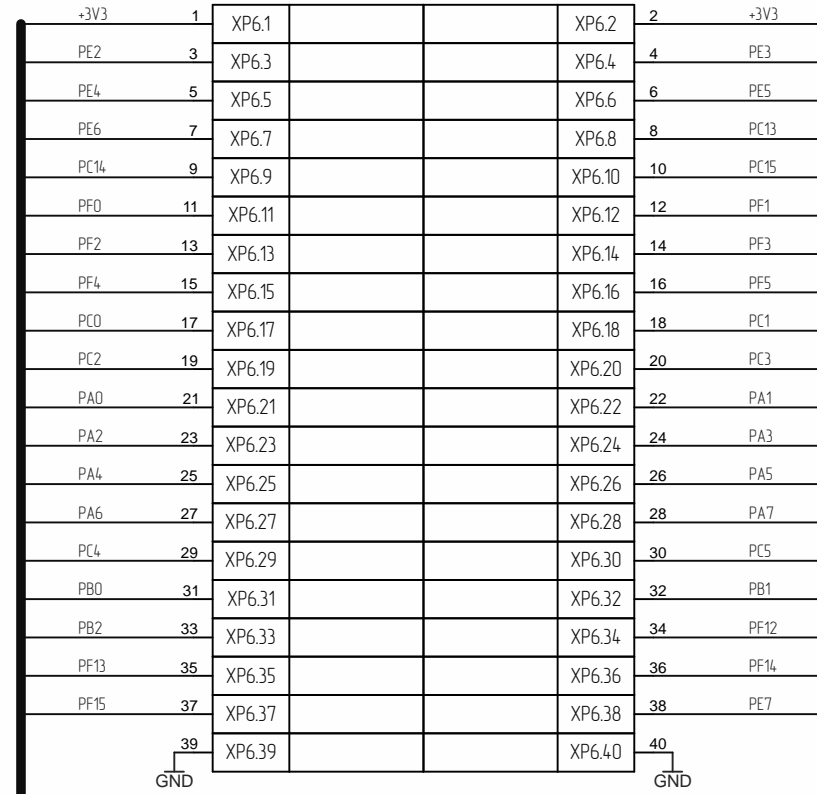 +3V3 1 XP6.1 XP6.2 2 +3V3
PE2 3 XP6.3 XP6.4 4 PE3
PE4 5 XP6.5 XP6.6 6 PE5
PE6 7 XP6.7 XP6.8 8 PC13
PC14 9 XP6.9 XP6.10 10 PC15
PF0 11 XP6.11 XP6.12 12 PF1
PF2 13 XP6.13 XP6.14 14 PF3
PF4 15 XP6.15 XP6.16 16 PF5
PC0 17 XP6.17 XP6.18 18 PC1
PC2 19 XP6.19 XP6.20 20 PC3
PA0 21 XP6.21 XP6.22 22 PA1
PA2 23 XP6.23 XP6.24 24 PA3
PA4 25 XP6.25 XP6.26 26 PA5
PA6 27 XP6.27 XP6.28 28 PA7
PC4 29 XP6.29 XP6.30 30 PC5
PB0 31 XP6.31 XP6.32 32 PB1
PB2 33 XP6.33 XP6.34 34 PF12
PF13 35 XP6.35 XP6.36 36 PF14
PF15 37 XP6.37 XP6.38 38 PE7
39 XP6.39 XP6.40 40
GND GND